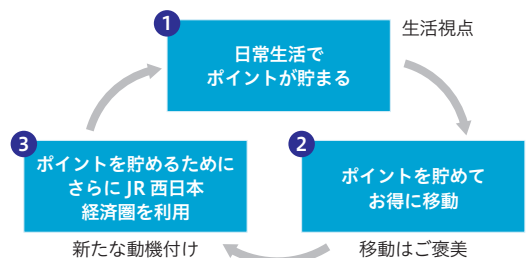 1
生活視点
日常生活で
ポイントが貯まる
3
ポイントを貯めるために
さらに JR 西日本
経済圏を利用
2
ポイントを貯めて
お得に移動
新たな動機付け
移動はご褒美